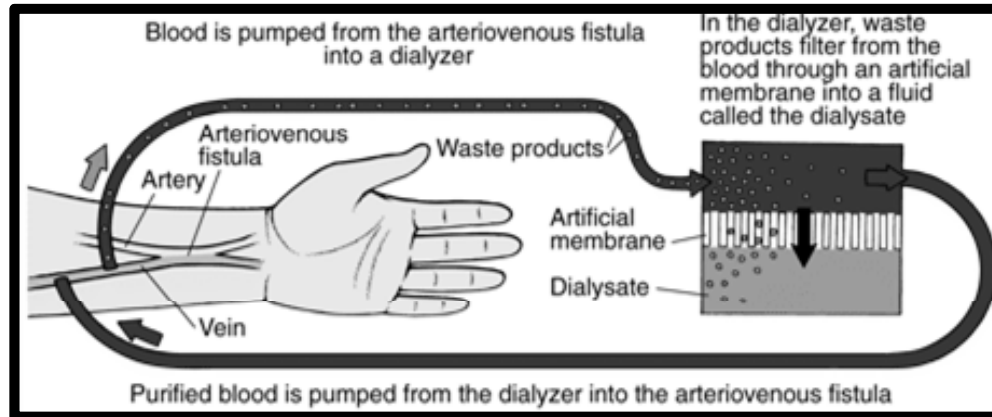 Blood is pumped from the arteriovenous fistula
into a dialyzer
In the dialyzer, waste
products filter from the
blood through an artificial
membrane into a fluid
called the dialysate
Arteriovenous
fistula
Artery
Waste products
Artificial
membrane
Dialysate
Vein
Purified blood is pumped from the dialyzer into the arteriovenous fistula